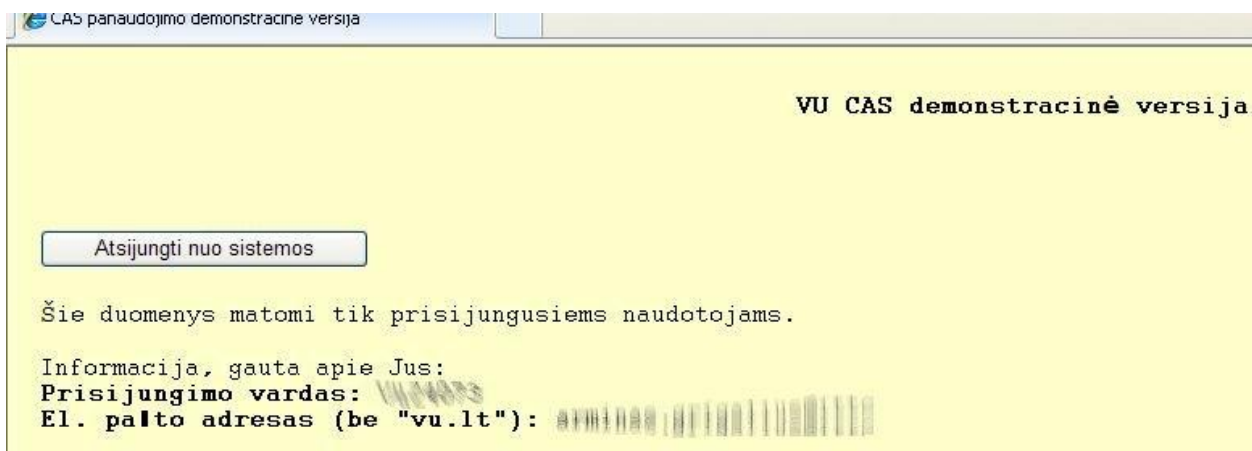 CAS panaudojimo demonstracinė versija
VU CAS demonstracinė versija
Atsijungti nuo sistemos
Šie duomenys matomi tik prisijungusiems naudotojams.
Informacija, gauta apie Jus:
Prisijungimo vardas:
El. pašto adresas (be "vu.lt"):